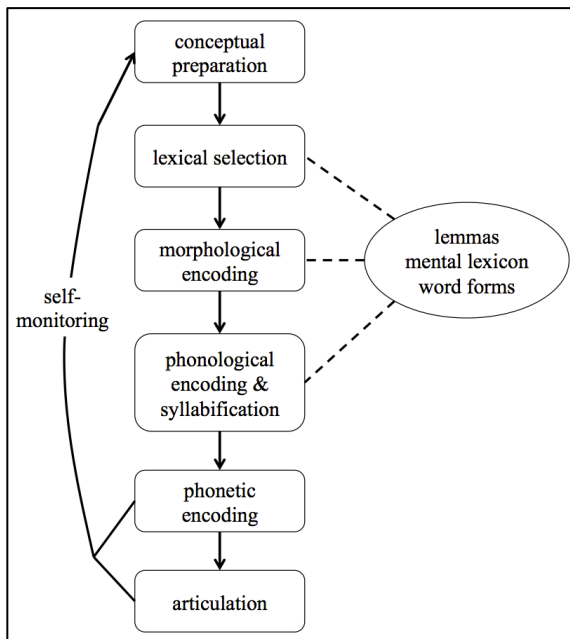 conceptual
preparation
lexical selection
morphological
encoding
lemmas
mental lexicon
word forms
self-
monitoring
phonological
encoding &
syllabification
phonetic
encoding
articulation